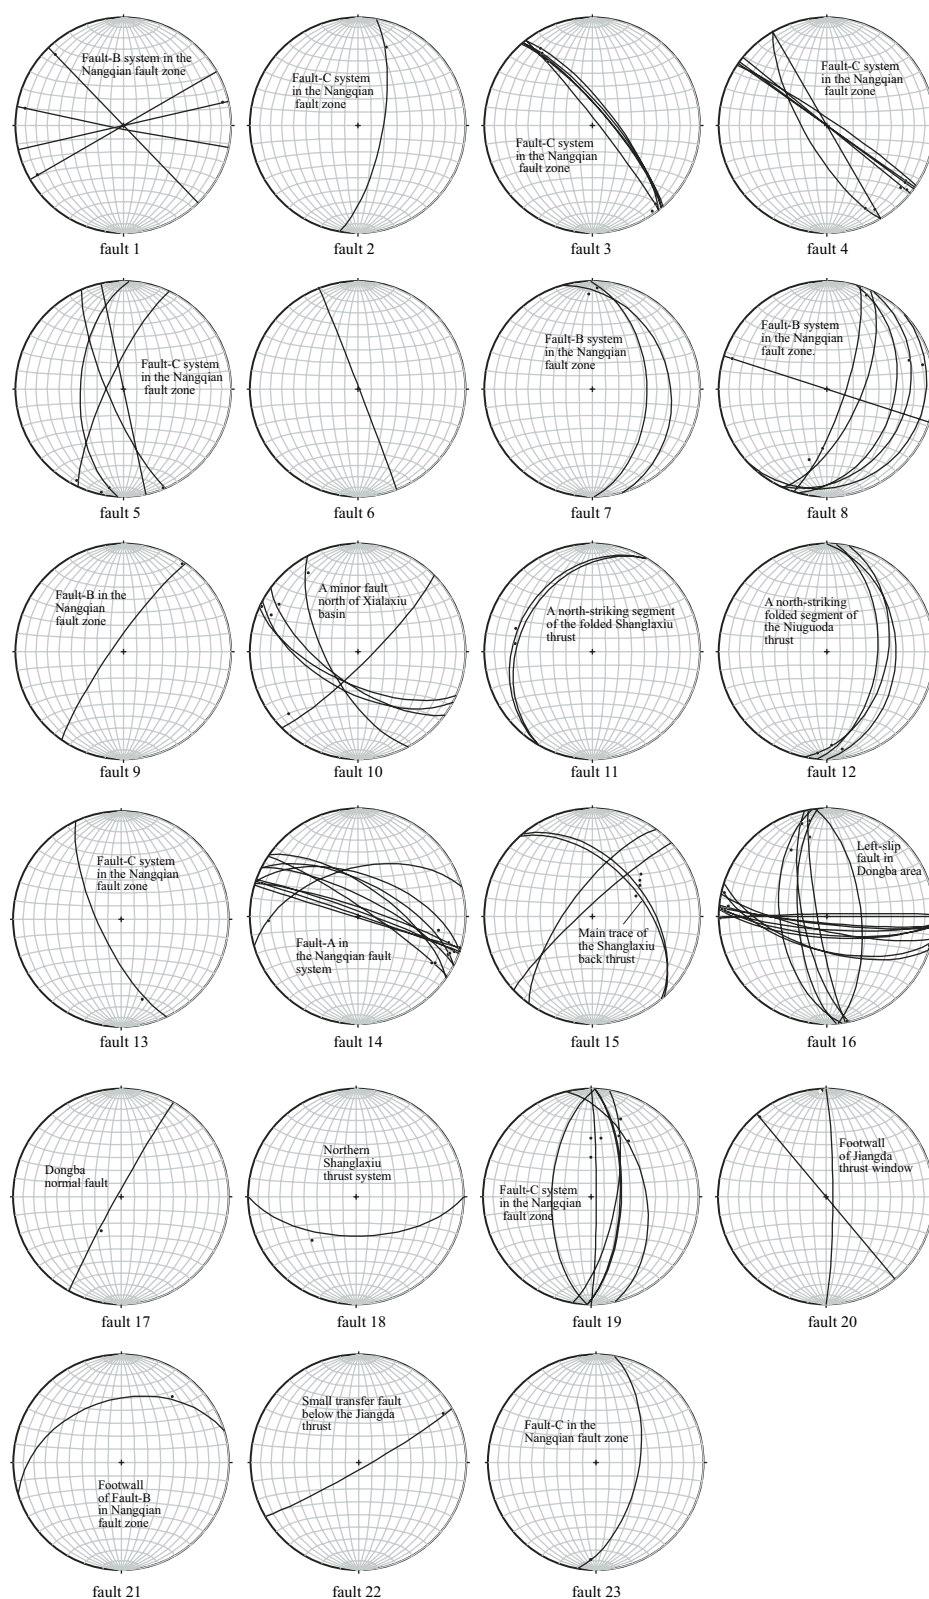 Fault-B system in the
Nangqian fault zone
fault 1
Fault-C system
in the Nangqian
fault zone
fault 2
Fault-C system
in the Nangqian
fault zone
fault 3
Fault-C system
in the Nangqian
fault zone
fault 4
Fault-C system
in the Nangqian
fault zone
fault 5
fault 6
Fault-B system
in the Nangqian
fault zone
fault 7
Fault-B system
in the Nangqian
fault zone.
fault 8
Fault-B in the
Nangqian
fault zone
fault 9
A minor fault
north of Xialaxiu
basin
fault 10
A north-striking segment
of the folded Shanglaxiu
thrust
fault 11
A north-striking
folded segment of
the Niuguoda
thrust
fault 12
Fault-C system
in the Nangqian
fault zone
fault 13
Fault-A in
the Nangqian fault
system
fault 14
Main trace of
the Shanglaxiu
back thrust
fault 15
Left-slip
fault in
Dongba area
fault 16
Dongba
normal fault
fault 17
Northern
Shanglaxiu
thrust system
fault 18
Fault-C system
in the Nangqian
fault zone
fault 19
Footwall
of Jiangda
thrust window
fault 20
Footwall
of Fault-B
in Nangqian
fault zone
fault 21
Small transfer fault
below the Jiangda
thrust
fault 22
Fault-C in the
Nangqian fault zone
fault 23